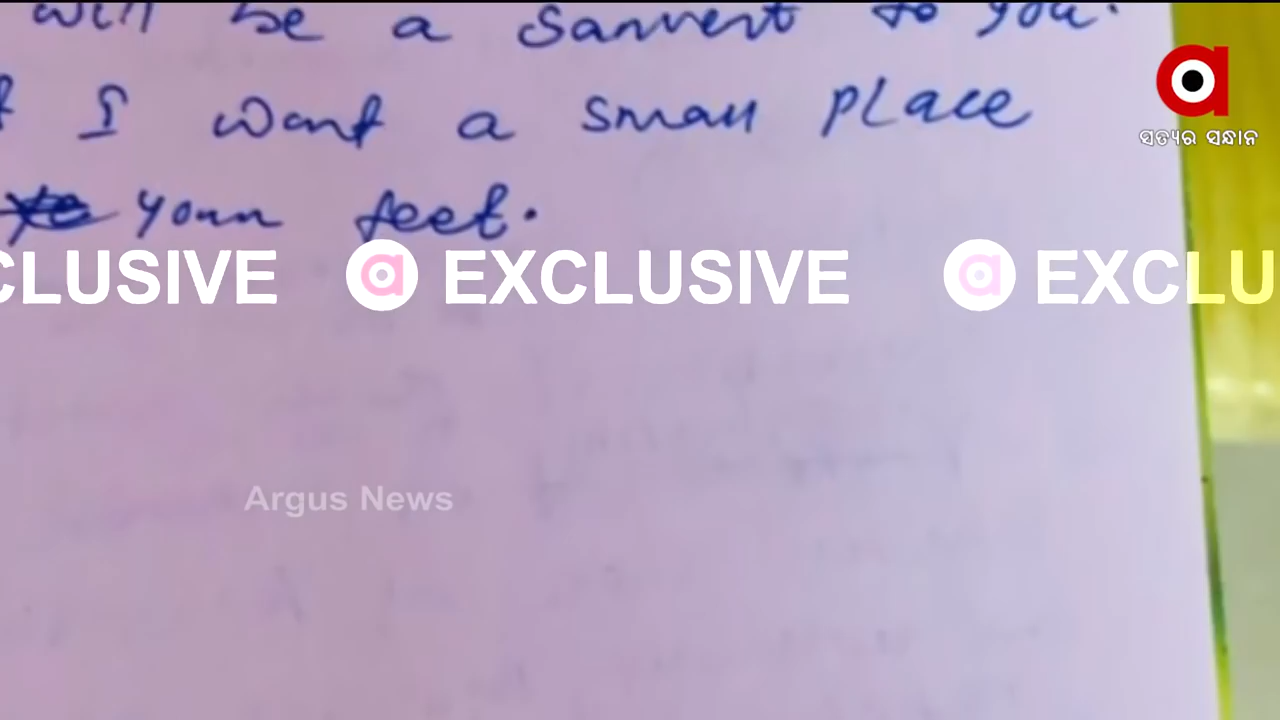 will be a Sarvent to you.
I want a small place
your feet.
ସତ୍ୟର ସନ୍ଧାନ
CLUSIVE a EXCLUSIVE a EXCLU
Argus News